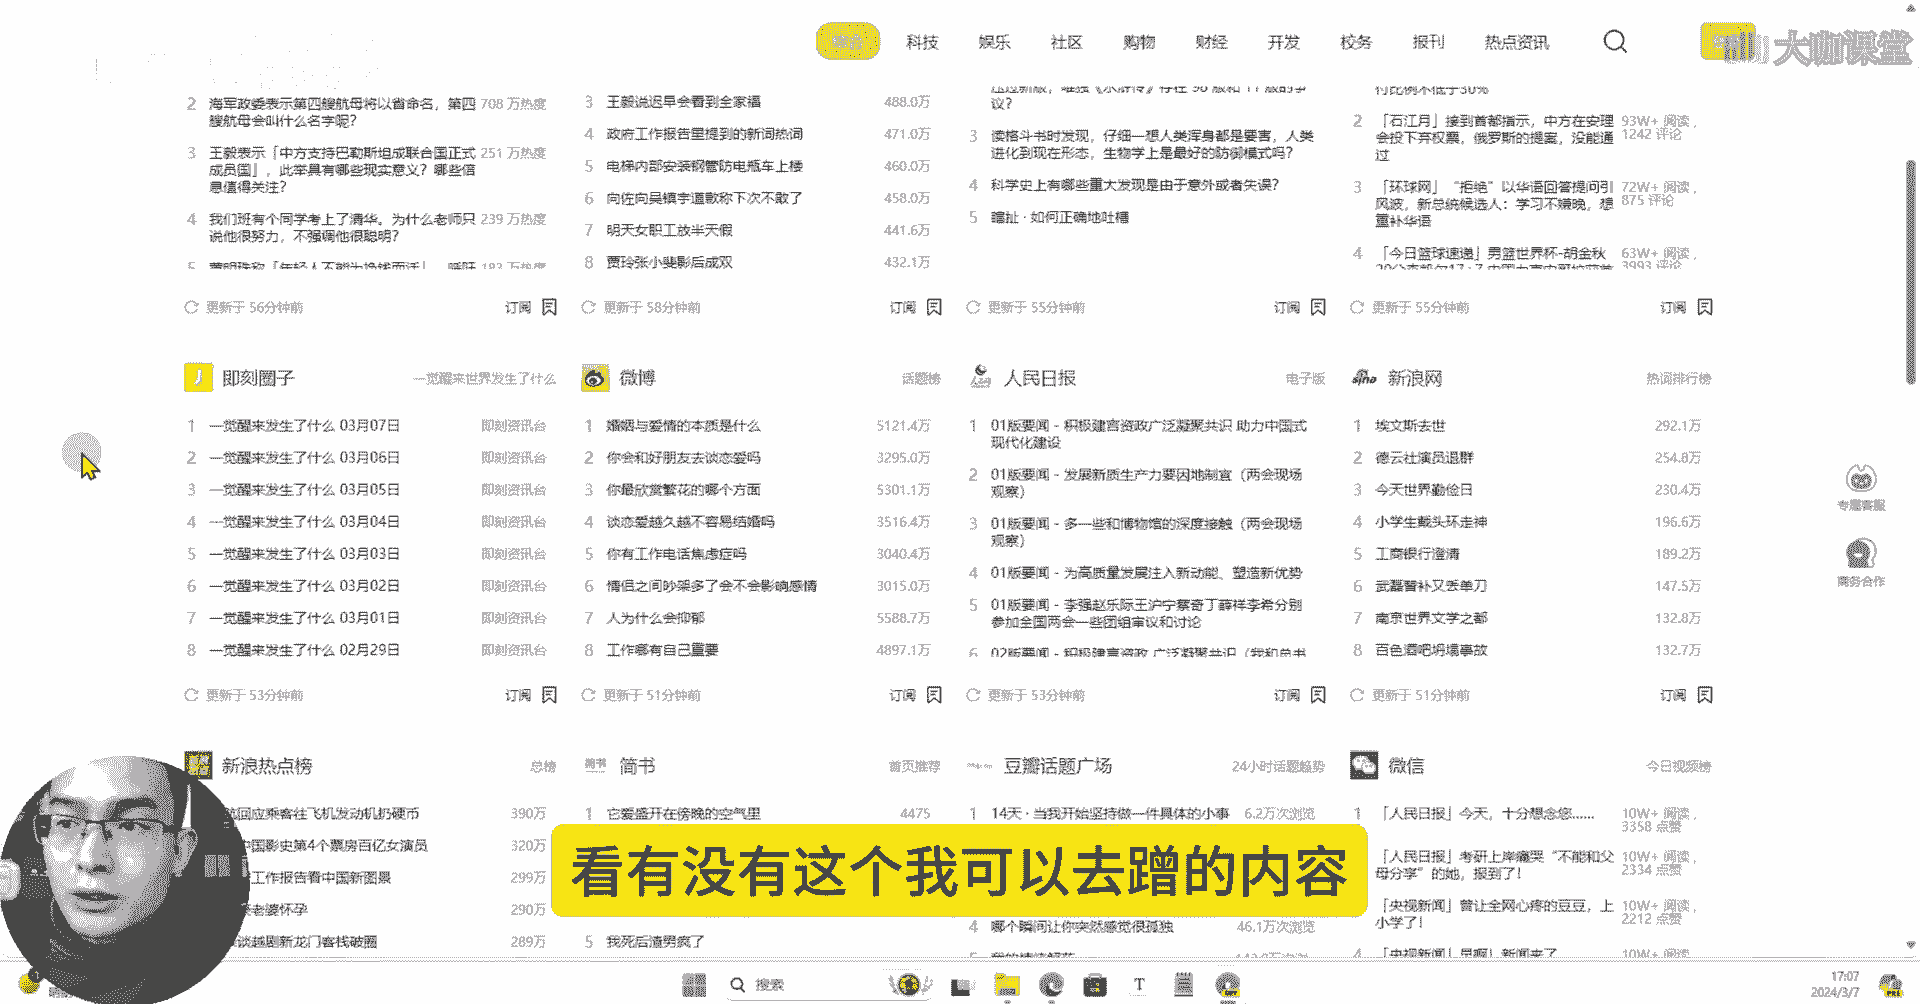 科技 娱乐 社区 购物 财经 开发 校务 报刊 热点资讯
大咖课堂
2 海军政委表示第四艘航母将以省命名，第四 708 万热度
艘航母会叫什么名字呢？
3 王毅表示「中方支持巴勒斯坦成联合国正式 251 万热度
成员国」，此举具有哪些现实意义？哪些信
息值得关注？
4 我们班有个同学考上了清华。为什么老师只 239 万热度
说他很努力，不强调他很聪明？
更新于 56分钟前 订阅
3 王毅说迟早会看到全家福 488.0万
4 政府工作报告里提到的新词热词 471.0万
5 电梯内部安装钢管防电瓶车上楼 460.0万
6 向佐向吴镇宇道歉称下次不敢了 458.0万
7 明天女职工放半天假 441.6万
8 贾玲张小斐影后成双 432.1万
更新于 58分钟前 订阅
议？
3 读格斗书时发现，仔细一想人类浑身都是要害，人类
进化到现在形态，生物学上是最好的防御模式吗？
4 科学史上有哪些重大发现是由于意外或者失误？
5 瞎扯 · 如何正确地吐槽
更新于 55分钟前 订阅
付比例不低于30%
2 「石江月」接到首都指示，中方在安理 93W+ 阅读，
会投下弃权票，俄罗斯的提案，没能通 1242 评论
过
3 「环球网」“拒绝”以华语回答提问引 72W+ 阅读，
风波，新总统候选人：学习不嫌晚，想 875 评论
重补华语
4 「今日篮球速递」男篮世界杯-胡金秋 63W+ 阅读，
更新于 55分钟前 订阅
即刻圈子 一觉醒来世界发生了什么
1 一觉醒来发生了什么 03月07日 即刻资讯台
2 一觉醒来发生了什么 03月06日 即刻资讯台
3 一觉醒来发生了什么 03月05日 即刻资讯台
4 一觉醒来发生了什么 03月04日 即刻资讯台
5 一觉醒来发生了什么 03月03日 即刻资讯台
6 一觉醒来发生了什么 03月02日 即刻资讯台
7 一觉醒来发生了什么 03月01日 即刻资讯台
8 一觉醒来发生了什么 02月29日 即刻资讯台
更新于 53分钟前 订阅
微博 话题榜
1 婚姻与爱情的本质是什么 5121.4万
2 你会和好朋友去谈恋爱吗 3295.0万
3 你最欣赏繁花的哪个方面 5301.1万
4 谈恋爱越久越不容易结婚吗 3516.4万
5 你有工作电话焦虑症吗 3040.4万
6 情侣之间吵架多了会不会影响感情 3015.0万
7 人为什么会抑郁 5588.7万
8 工作哪有自己重要 4897.1万
更新于 51分钟前 订阅
人民日报 电子版
1 01版要闻 - 积极建言资政广泛凝聚共识 助力中国式
现代化建设
2 01版要闻 - 发展新质生产力要因地制宜（两会现场
观察）
3 01版要闻 - 多一些和博物馆的深度接触（两会现场
观察）
4 01版要闻 - 为高质量发展注入新动能、塑造新优势
5 01版要闻 - 李强赵乐际王沪宁蔡奇丁薛祥李希分别
参加全国两会一些团组审议和讨论
6 02版要闻 - 积极建言资政 广泛凝聚共识（我和总书
更新于 53分钟前 订阅
sina 新浪网 热词排行榜
1 埃文斯去世 292.1万
2 德云社演员退群 254.8万
3 今天世界勤俭日 230.4万
4 小学生戴头环走神 196.6万
5 工商银行澄清 189.2万
6 武磊替补又丢单刀 147.5万
7 南京世界文学之都 132.8万
8 百色酒吧坍塌事故 132.7万
更新于 51分钟前 订阅
专属客服
商务合作
新浪热点榜 总榜
航回应乘客往飞机发动机扔硬币 390万
中国影史第4个票房百亿女演员 320万
工作报告看中国新图景 299万
老婆怀孕 290万
谈越剧新龙门客栈破圈 289万
简书 简书 首页推荐
1 它爱盛开在傍晚的空气里 4475
5 我死后渣男疯了
豆瓣话题广场 24小时话题趋势
1 14天 · 当我开始坚持做一件具体的小事 6.2万次浏览
4 哪个瞬间让你突然感觉很孤独 46.1万次浏览
微信 今日视频榜
1 「人民日报」今天，十分想念您…… 10W+ 阅读，
3358 点赞
「人民日报」考研上岸痛哭“不能和父 10W+ 阅读，
母分享”的她，报到了！ 2334 点赞
「央视新闻」曾让全网心疼的豆豆，上 10W+ 阅读，
小学了！ 2212 点赞
4 「央视新闻」早啊！新闻来了 10W+ 阅读
看有没有这个我可以去蹭的内容
搜索
17:07
2024/3/7